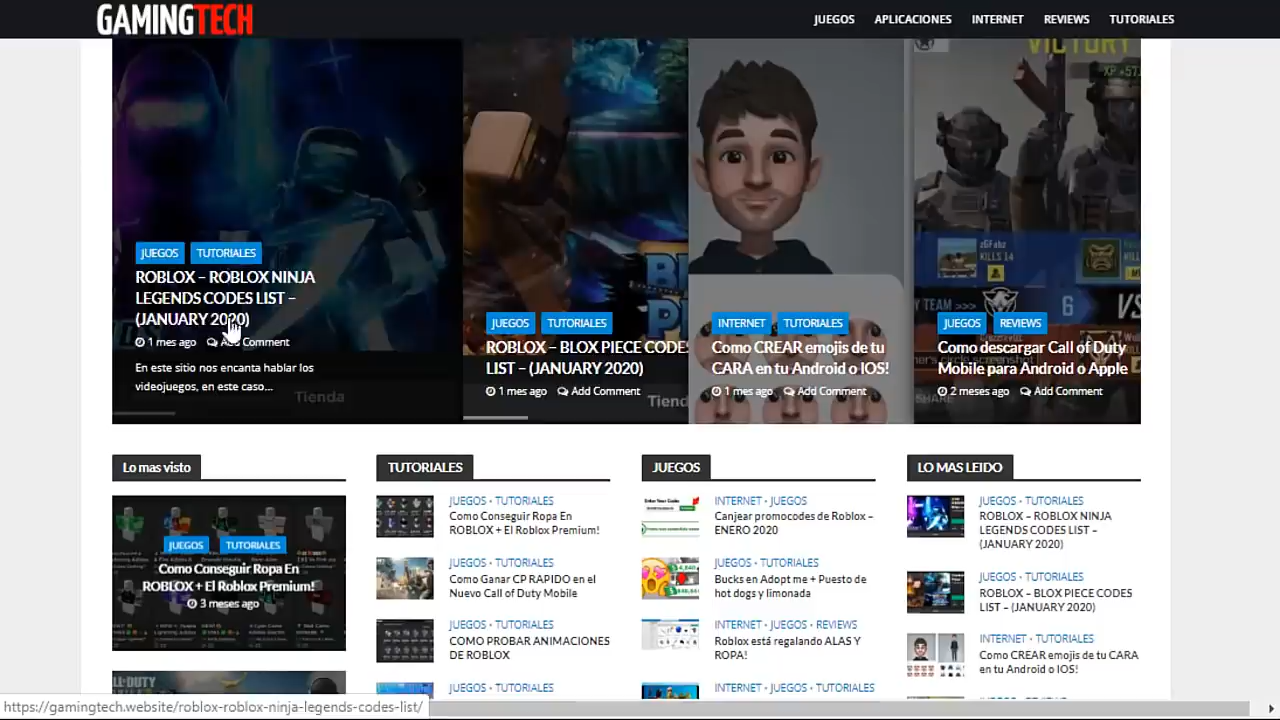 GAMINGTECH
JUEGOS APLICACIONES INTERNET REVIEWS TUTORIALES
VICTORY
JUEGOS TUTORIALES
ROBLOX – ROBLOX NINJA
LEGENDS CODES LIST –
(JANUARY 2020)
1 mes ago Add Comment
En este sitio nos encanta hablar los
videojuegos, en este caso...
Tienda
JUEGOS TUTORIALES
ROBLOX – BLOX PIECE CODES
LIST – (JANUARY 2020)
1 mes ago Add Comment
Tiend
INTERNET TUTORIALES
Como CREAR emojis de tu
CARA en tu Android o IOS!
1 mes ago Add Comment
zGFabz
KILLS 14
TEAM >>> 6 VS
JUEGOS REVIEWS
Como descargar Call of Duty
Mobile para Android o Apple
2 meses ago Add Comment
Lo mas visto
JUEGOS TUTORIALES
Como Conseguir Ropa En
ROBLOX + El Roblox Premium!
3 meses ago
TUTORIALES
JUEGOS • TUTORIALES
Como Conseguir Ropa En
ROBLOX + El Roblox Premium!
JUEGOS • TUTORIALES
Como Ganar CP RAPIDO en el
Nuevo Call of Duty Mobile
JUEGOS • TUTORIALES
COMO PROBAR ANIMACIONES
DE ROBLOX
JUEGOS • TUTORIALES
JUEGOS
INTERNET • JUEGOS
Canjear promocodes de Roblox –
ENERO 2020
JUEGOS • TUTORIALES
Bucks en Adopt me + Puesto de
hot dogs y limonada
INTERNET • JUEGOS • REVIEWS
Roblox está regalando ALAS Y
ROPA!
INTERNET • JUEGOS • TUTORIALES
LO MAS LEIDO
JUEGOS • TUTORIALES
ROBLOX – ROBLOX NINJA
LEGENDS CODES LIST –
(JANUARY 2020)
JUEGOS • TUTORIALES
ROBLOX – BLOX PIECE CODES
LIST – (JANUARY 2020)
INTERNET • TUTORIALES
Como CREAR emojis de tu CARA
en tu Android o IOS!
https://gamingtech.website/roblox-roblox-ninja-legends-codes-list/